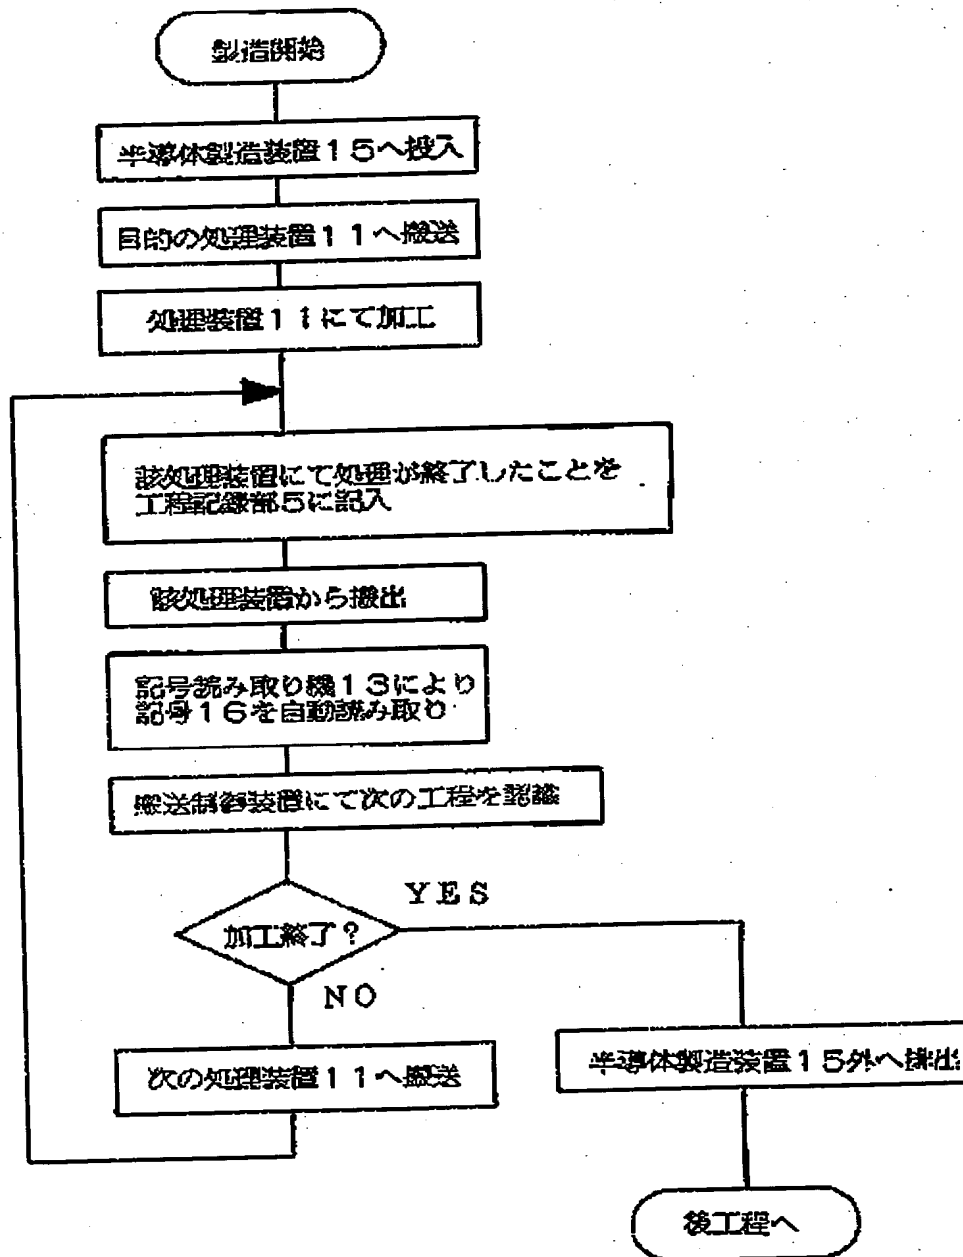 製造開始
半導体製造装置15へ投入
目的の処理装置11へ搬送
処理装置11にて加工
該処理装置にて処理が終了したことを
工程記録部5に記入
該処理装置から搬出
記号読み取り機13により
記号16を自動読み取り
搬送制御装置にて次の工程を認識
YES
加工終了?
NO
次の処理装置11へ搬送
半導体製造装置15外へ排出
後工程へ